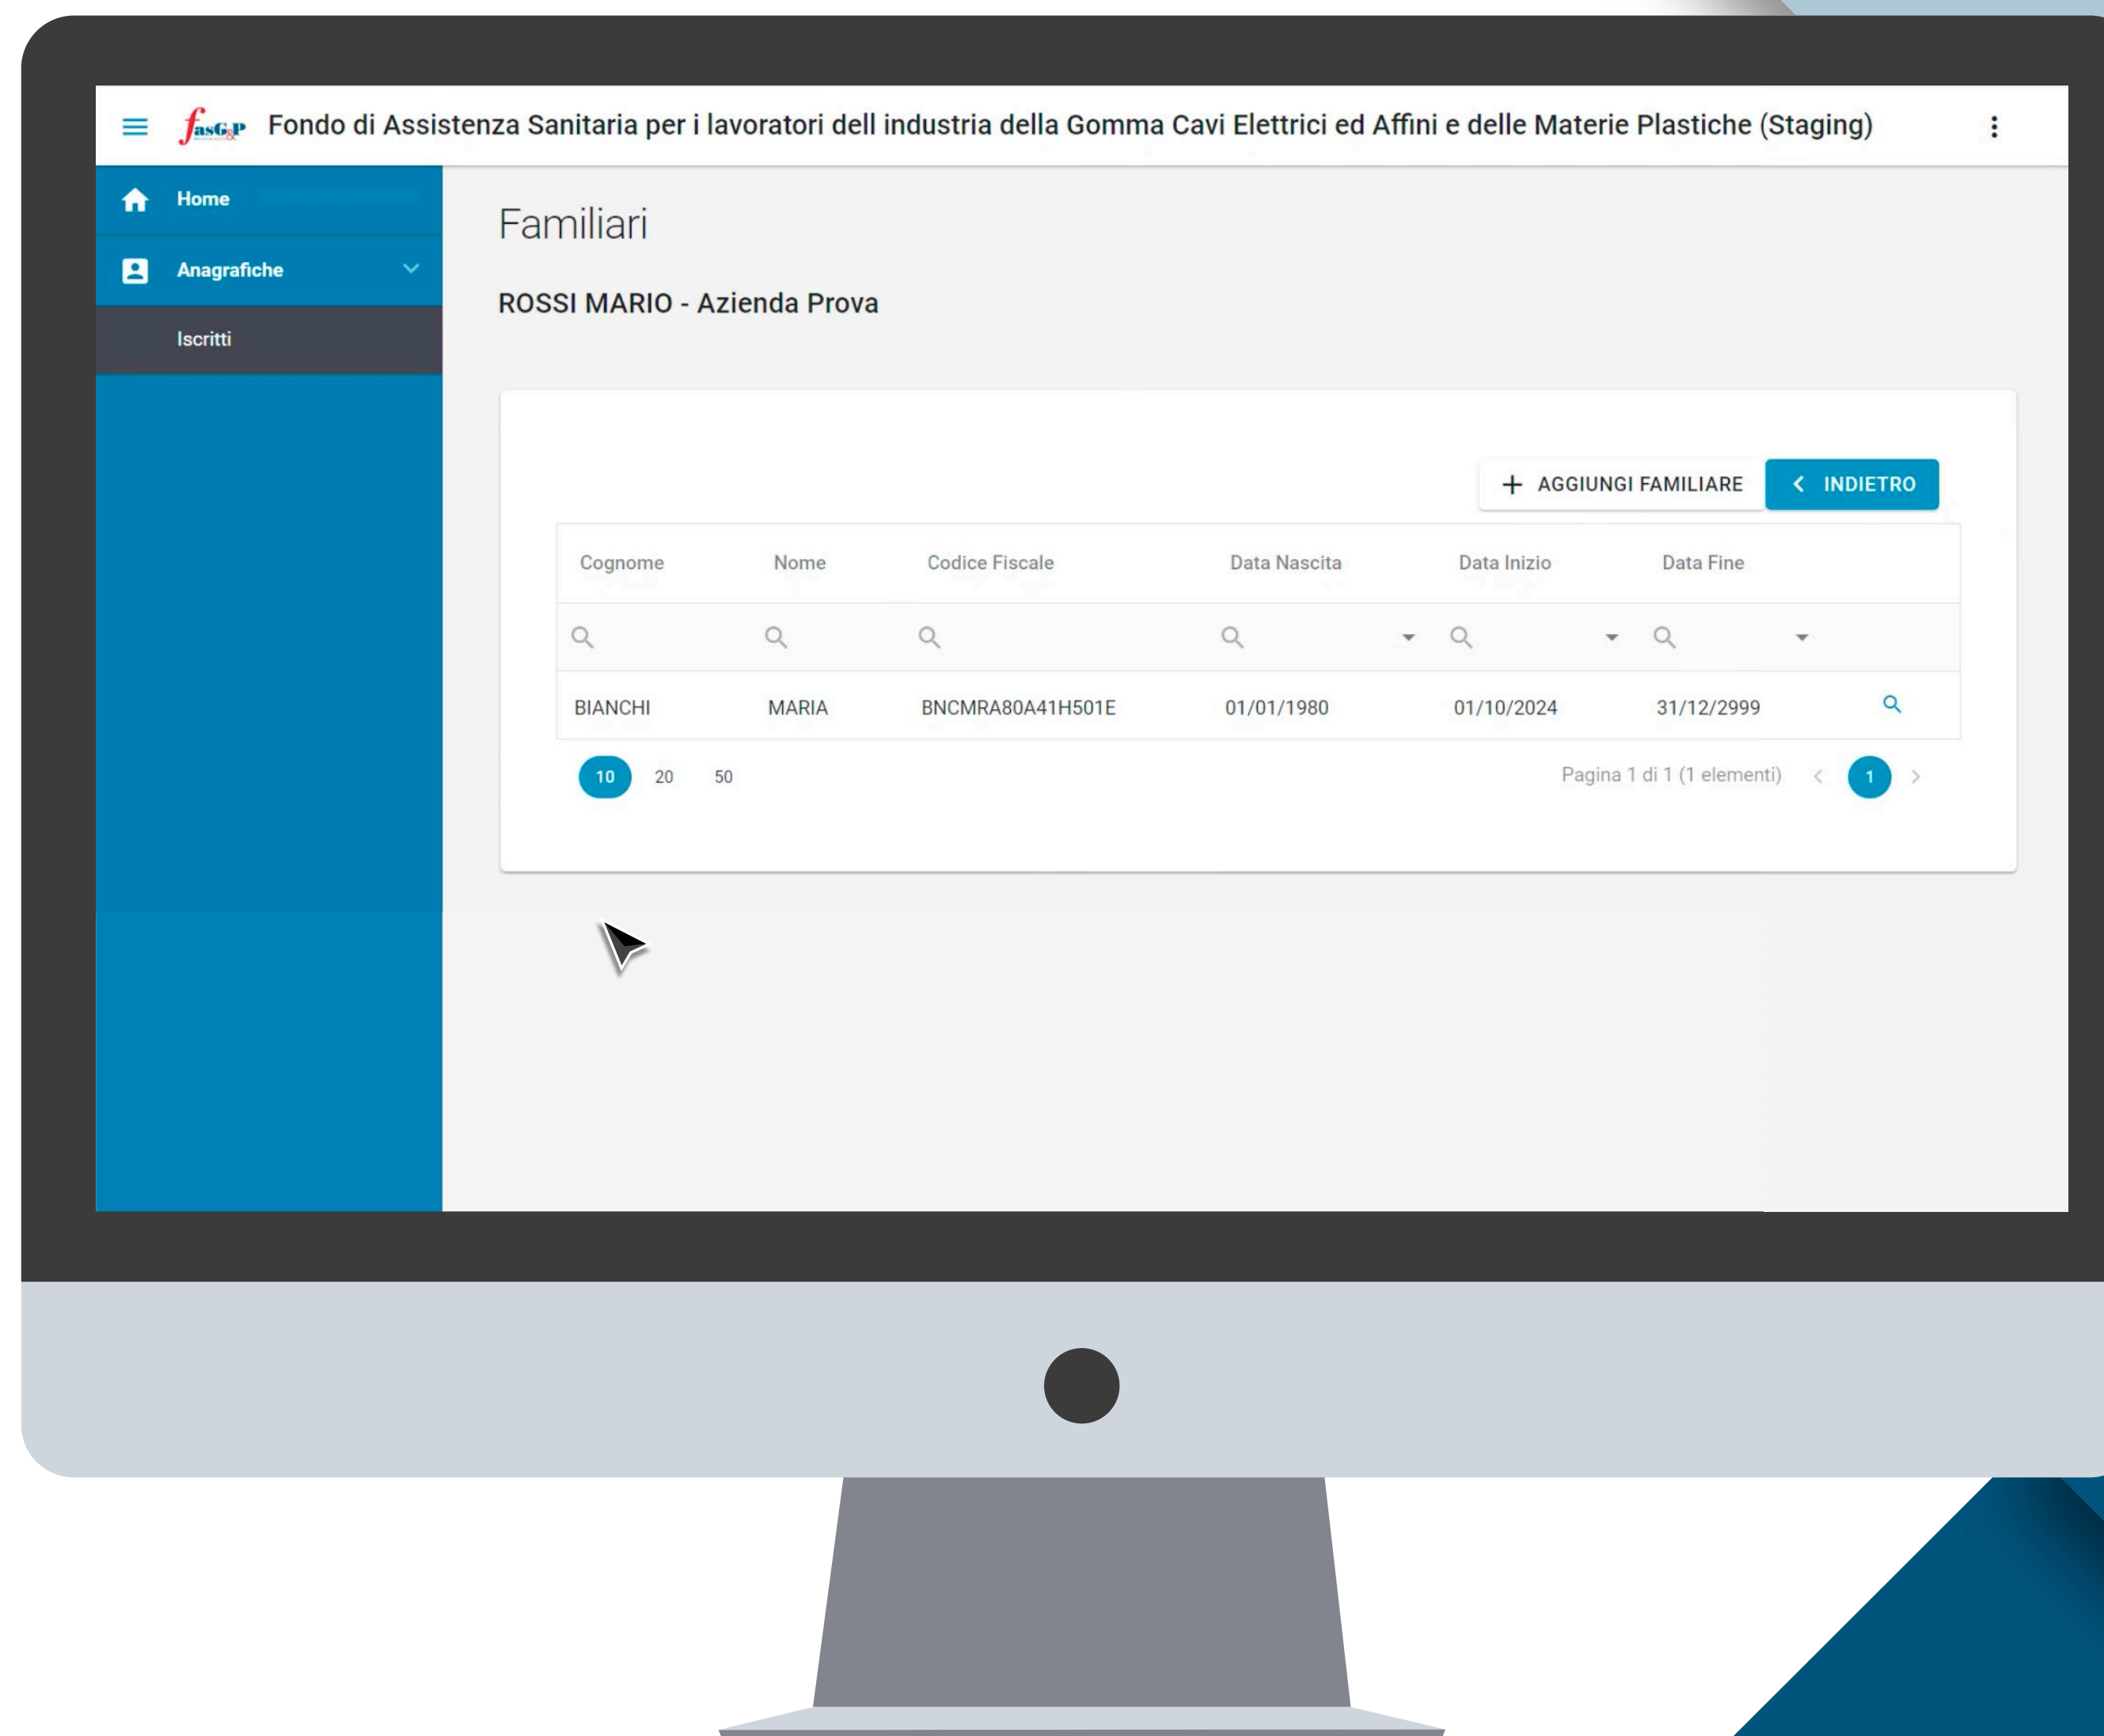 fasG&P Fondo di Assistenza Sanitaria per i lavoratori dell industria della Gomma Cavi Elettrici ed Affini e delle Materie Plastiche (Staging)
Home
Anagrafiche
Iscritti
Familiari
ROSSI MARIO - Azienda Prova
+ AGGIUNGI FAMILIARE < INDIETRO
Cognome Nome Codice Fiscale Data Nascita Data Inizio Data Fine
BIANCHI MARIA BNCMRA80A41H501E 01/01/1980 01/10/2024 31/12/2999
10 20 50 Pagina 1 di 1 (1 elementi) < 1 >